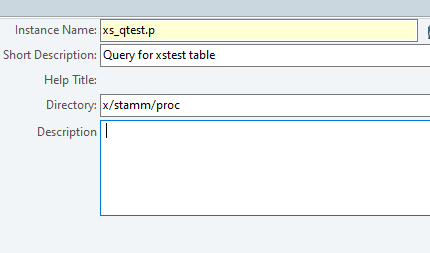 Instance Name: xs_qtest.p
Short Description: Query for xstest table
Help Title:
Directory: x/stamm/proc
Description